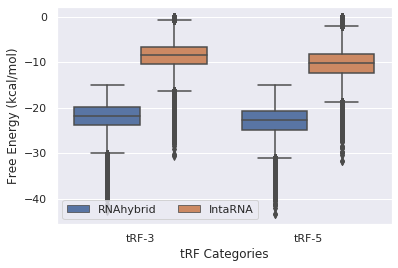 0
−10
−20
−30
−40
Free Energy (kcal/mol)
RNAhybrid
IntaRNA
tRF-3
tRF-5
tRF Categories